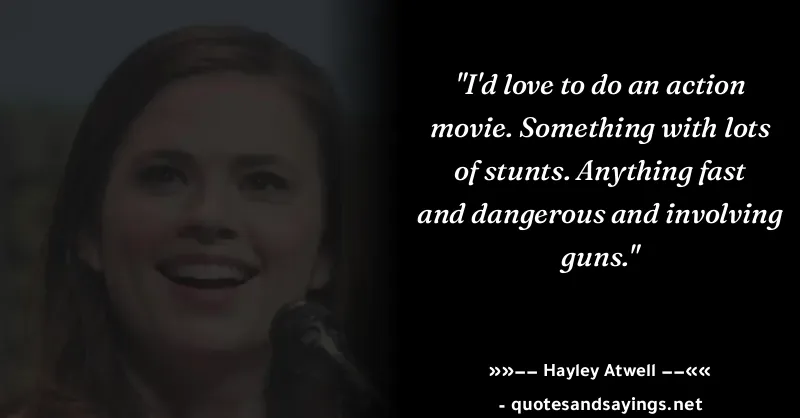 "I'd love to do an action
movie. Something with lots
of stunts. Anything fast
and dangerous and involving
guns."
»»−− Hayley Atwell −−««
- quotesandsayings.net